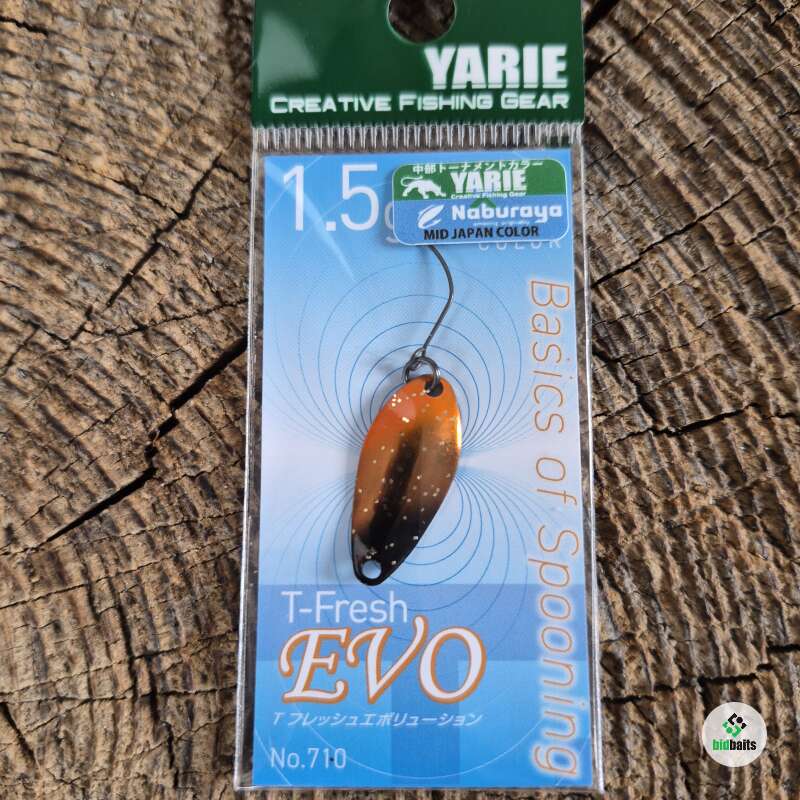 YARIE
CREATIVE FISHING GEAR
1.5g
中部トーナメントカラー
YARIE
Creative Fishing Gear
Naburaya
MID JAPAN COLOR
COLOR
Basics of Spooning
T-Fresh
EVO
T フレッシュエボリューション
No.710
bidbaits